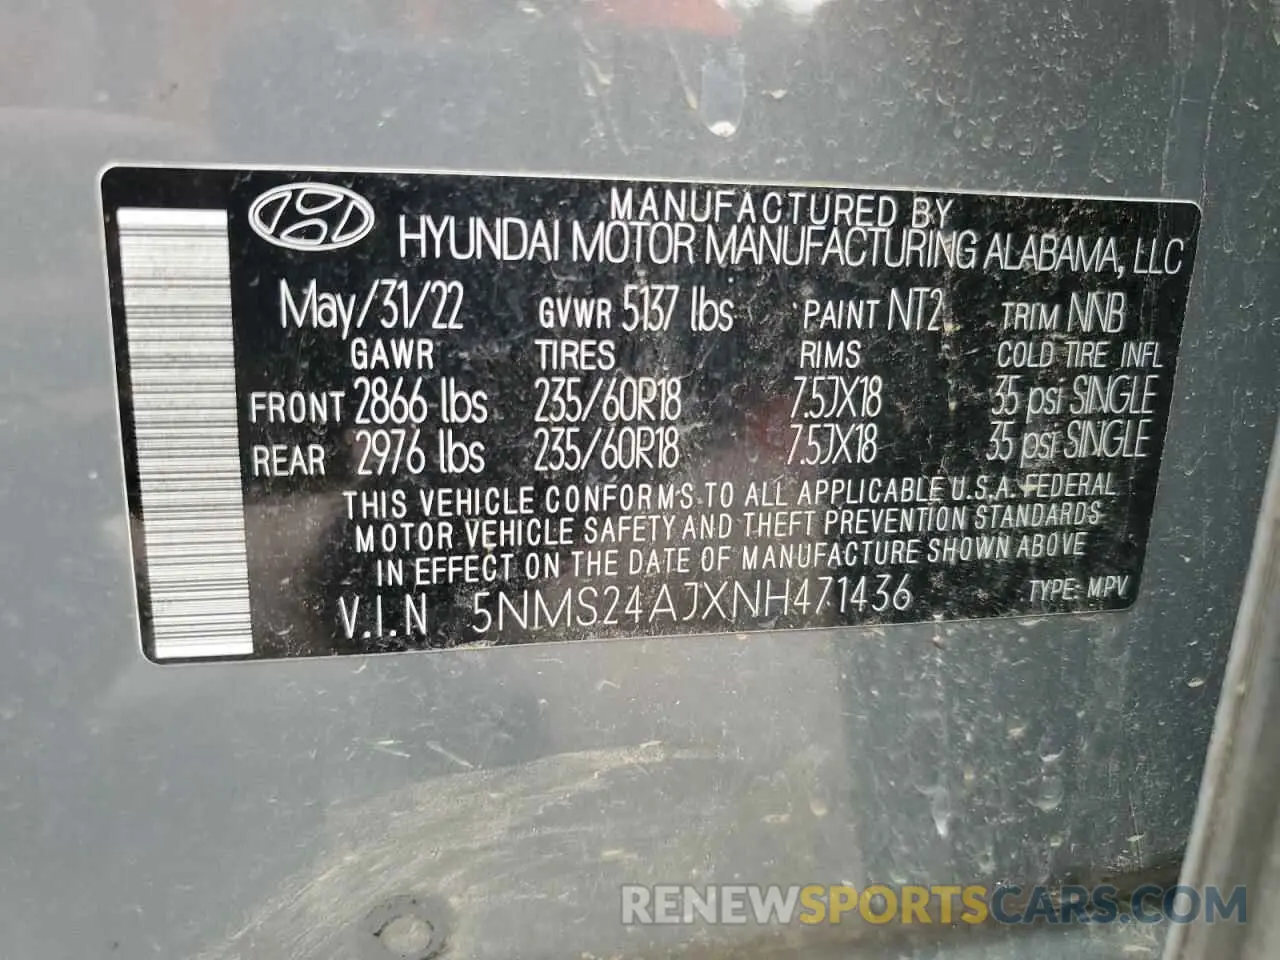 MANUFACTURED BY
HYUNDAI MOTOR MANUFACTURING ALABAMA, LLC
May/31/22 GVWR 5137 lbs PAINT NT2 TRIM NNB
GAWR TIRES RIMS COLD TIRE INFL
FRONT 2866 lbs 235/60R18 7.5JX18 35 psi SINGLE
REAR 2976 lbs 235/60R18 7.5JX18 35 psi SINGLE
THIS VEHICLE CONFORMS TO ALL APPLICABLE U.S.A. FEDERAL
MOTOR VEHICLE SAFETY AND THEFT PREVENTION STANDARDS
IN EFFECT ON THE DATE OF MANUFACTURE SHOWN ABOVE
V.I.N 5NMS24AJXNH471436 TYPE: MPV
RENEWSPORTSCARS.COM